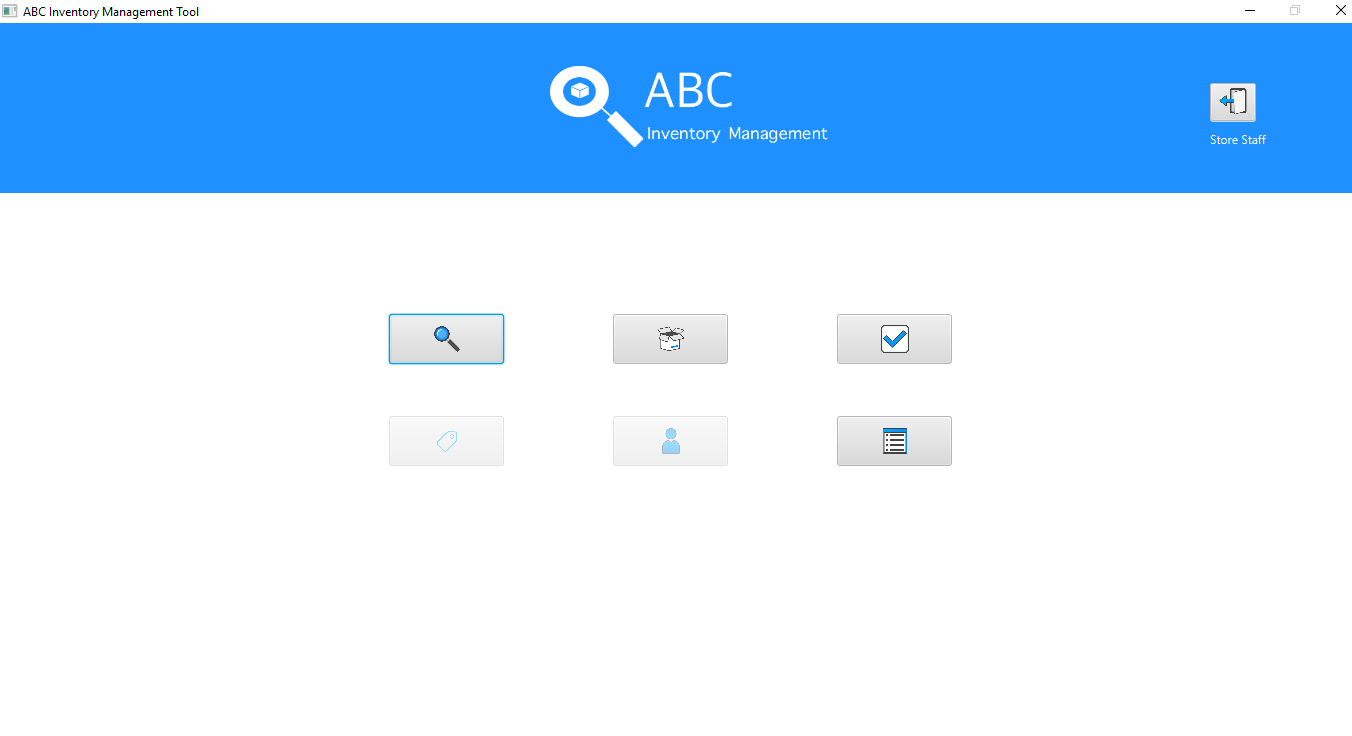 ABC Inventory Management Tool
ABC
Inventory Management
Store Staff